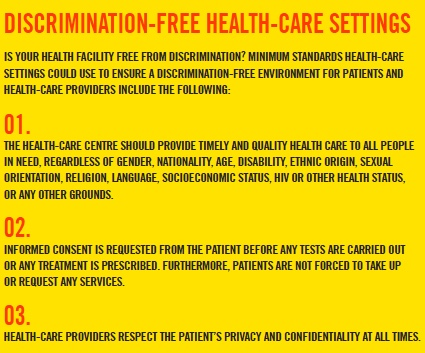 DISCRIMINATION-FREE HEALTH-CARE SETTINGS
IS YOUR HEALTH FACILITY FREE FROM DISCRIMINATION? MINIMUM STANDARDS HEALTH-CARE
SETTINGS COULD USE TO ENSURE A DISCRIMINATION-FREE ENVIRONMENT FOR PATIENTS AND
HEALTH-CARE PROVIDERS INCLUDE THE FOLLOWING:
01.
THE HEALTH-CARE CENTRE SHOULD PROVIDE TIMELY AND QUALITY HEALTH CARE TO ALL PEOPLE
IN NEED, REGARDLESS OF GENDER, NATIONALITY, AGE, DISABILITY, ETHNIC ORIGIN, SEXUAL
ORIENTATION, RELIGION, LANGUAGE, SOCIOECONOMIC STATUS, HIV OR OTHER HEALTH STATUS,
OR ANY OTHER GROUNDS.
02.
INFORMED CONSENT IS REQUESTED FROM THE PATIENT BEFORE ANY TESTS ARE CARRIED OUT
OR ANY TREATMENT IS PRESCRIBED. FURTHERMORE, PATIENTS ARE NOT FORCED TO TAKE UP
OR REQUEST ANY SERVICES.
03.
HEALTH-CARE PROVIDERS RESPECT THE PATIENT'S PRIVACY AND CONFIDENTIALITY AT ALL TIMES.